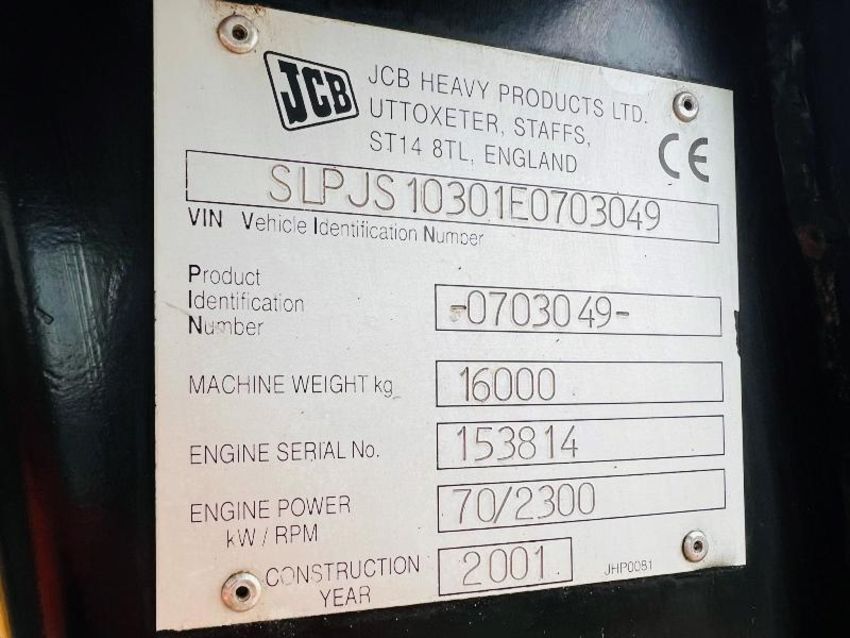 JCB
JCB HEAVY PRODUCTS LTD.
UTTOXETER, STAFFS,
ST14 8TL, ENGLAND
CE
SLPJS10301E0703049
VIN Vehicle Identification Number
Product
Identification
Number
-0703049-
MACHINE WEIGHT kg
16000
ENGINE SERIAL No.
153814
ENGINE POWER
kW / RPM
70/2300
CONSTRUCTION
YEAR
2001
JHP0081